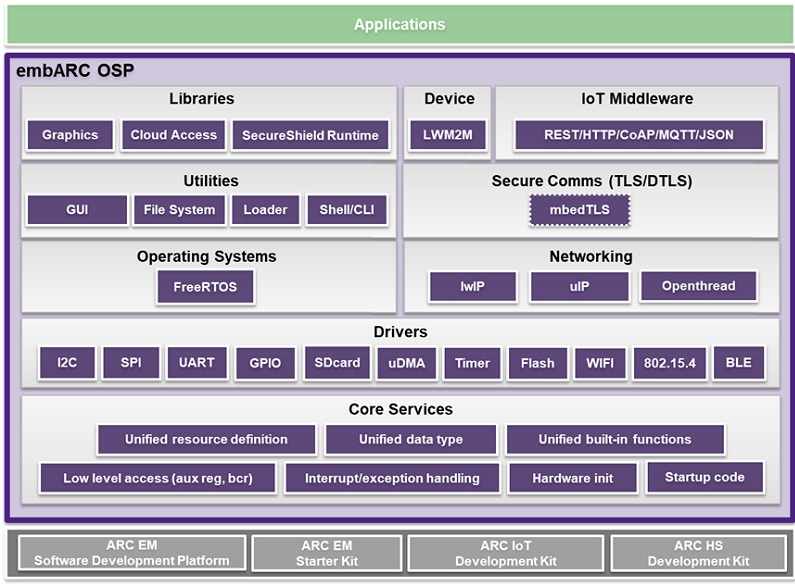 Applications
embARC OSP
Libraries
Graphics
Cloud Access
SecureShield Runtime
Device
LWM2M
IoT Middleware
REST/HTTP/CoAP/MQTT/JSON
Utilities
GUI
File System
Loader
Shell/CLI
Secure Comms (TLS/DTLS)
mbedTLS
Operating Systems
FreeRTOS
Networking
lwIP
uIP
Openthread
Drivers
I2C
SPI
UART
GPIO
SDcard
uDMA
Timer
Flash
WIFI
802.15.4
BLE
Core Services
Unified resource definition
Unified data type
Unified built-in functions
Low level access (aux reg, bcr)
Interrupt/exception handling
Hardware init
Startup code
ARC EM
Software Development Platform
ARC EM
Starter Kit
ARC IoT
Development Kit
ARC HS
Development Kit